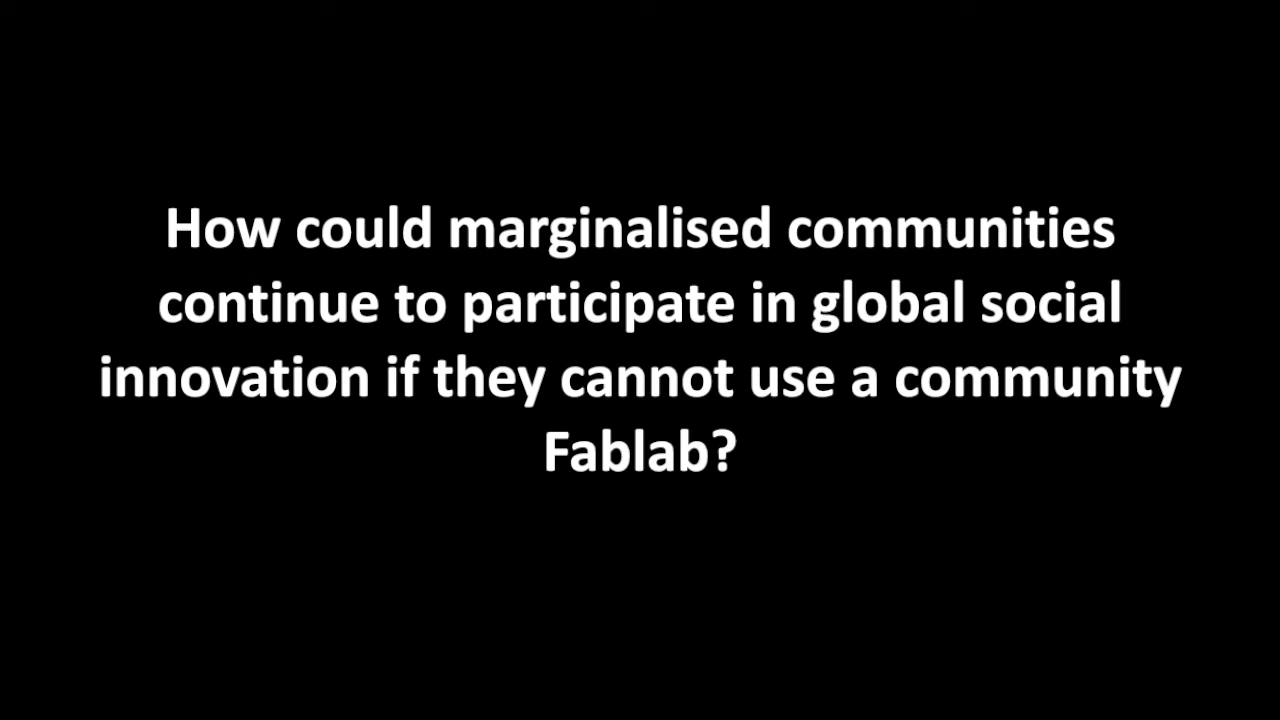 How could marginalised communities
continue to participate in global social
innovation if they cannot use a community
Fablab?